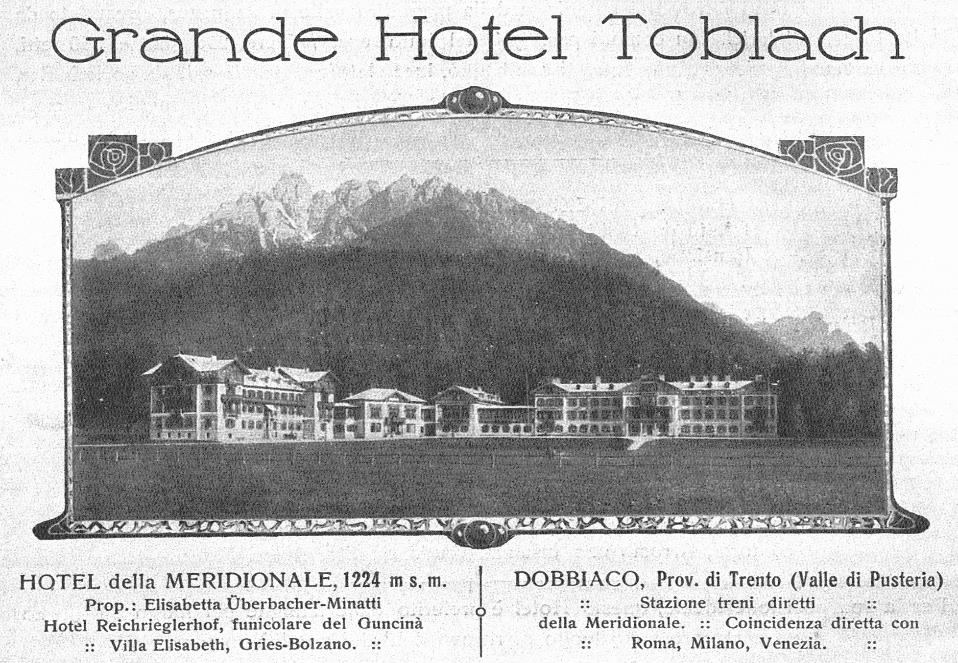 Grande Hotel Toblach
HOTEL della MERIDIONALE, 1224 m s. m.
Prop.: Elisabetta Überbacher-Minatti
Hotel Reichrieglerhof, funicolare del Guncinà
:: Villa Elisabeth, Gries-Bolzano. ::
DOBBIACO, Prov. di Trento (Valle di Pusteria)
:: Stazione treni diretti ::
della Meridionale. :: Coincidenza diretta con
:: Roma, Milano, Venezia. ::